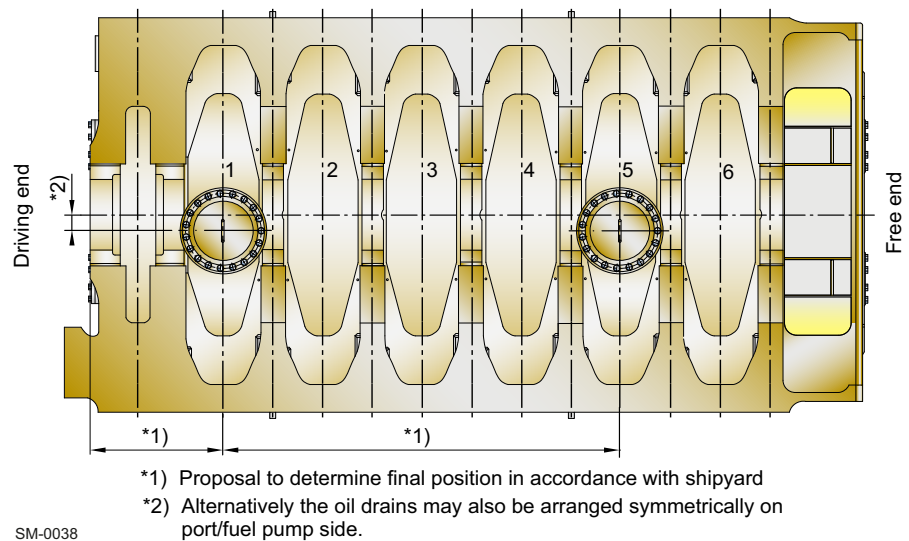 1 2 3 4 5 6
*2)
Driving end
Free end
*1) *1)
*1) Proposal to determine final position in accordance with shipyard
*2) Alternatively the oil drains may also be arranged symmetrically on
port/fuel pump side.
SM-0038